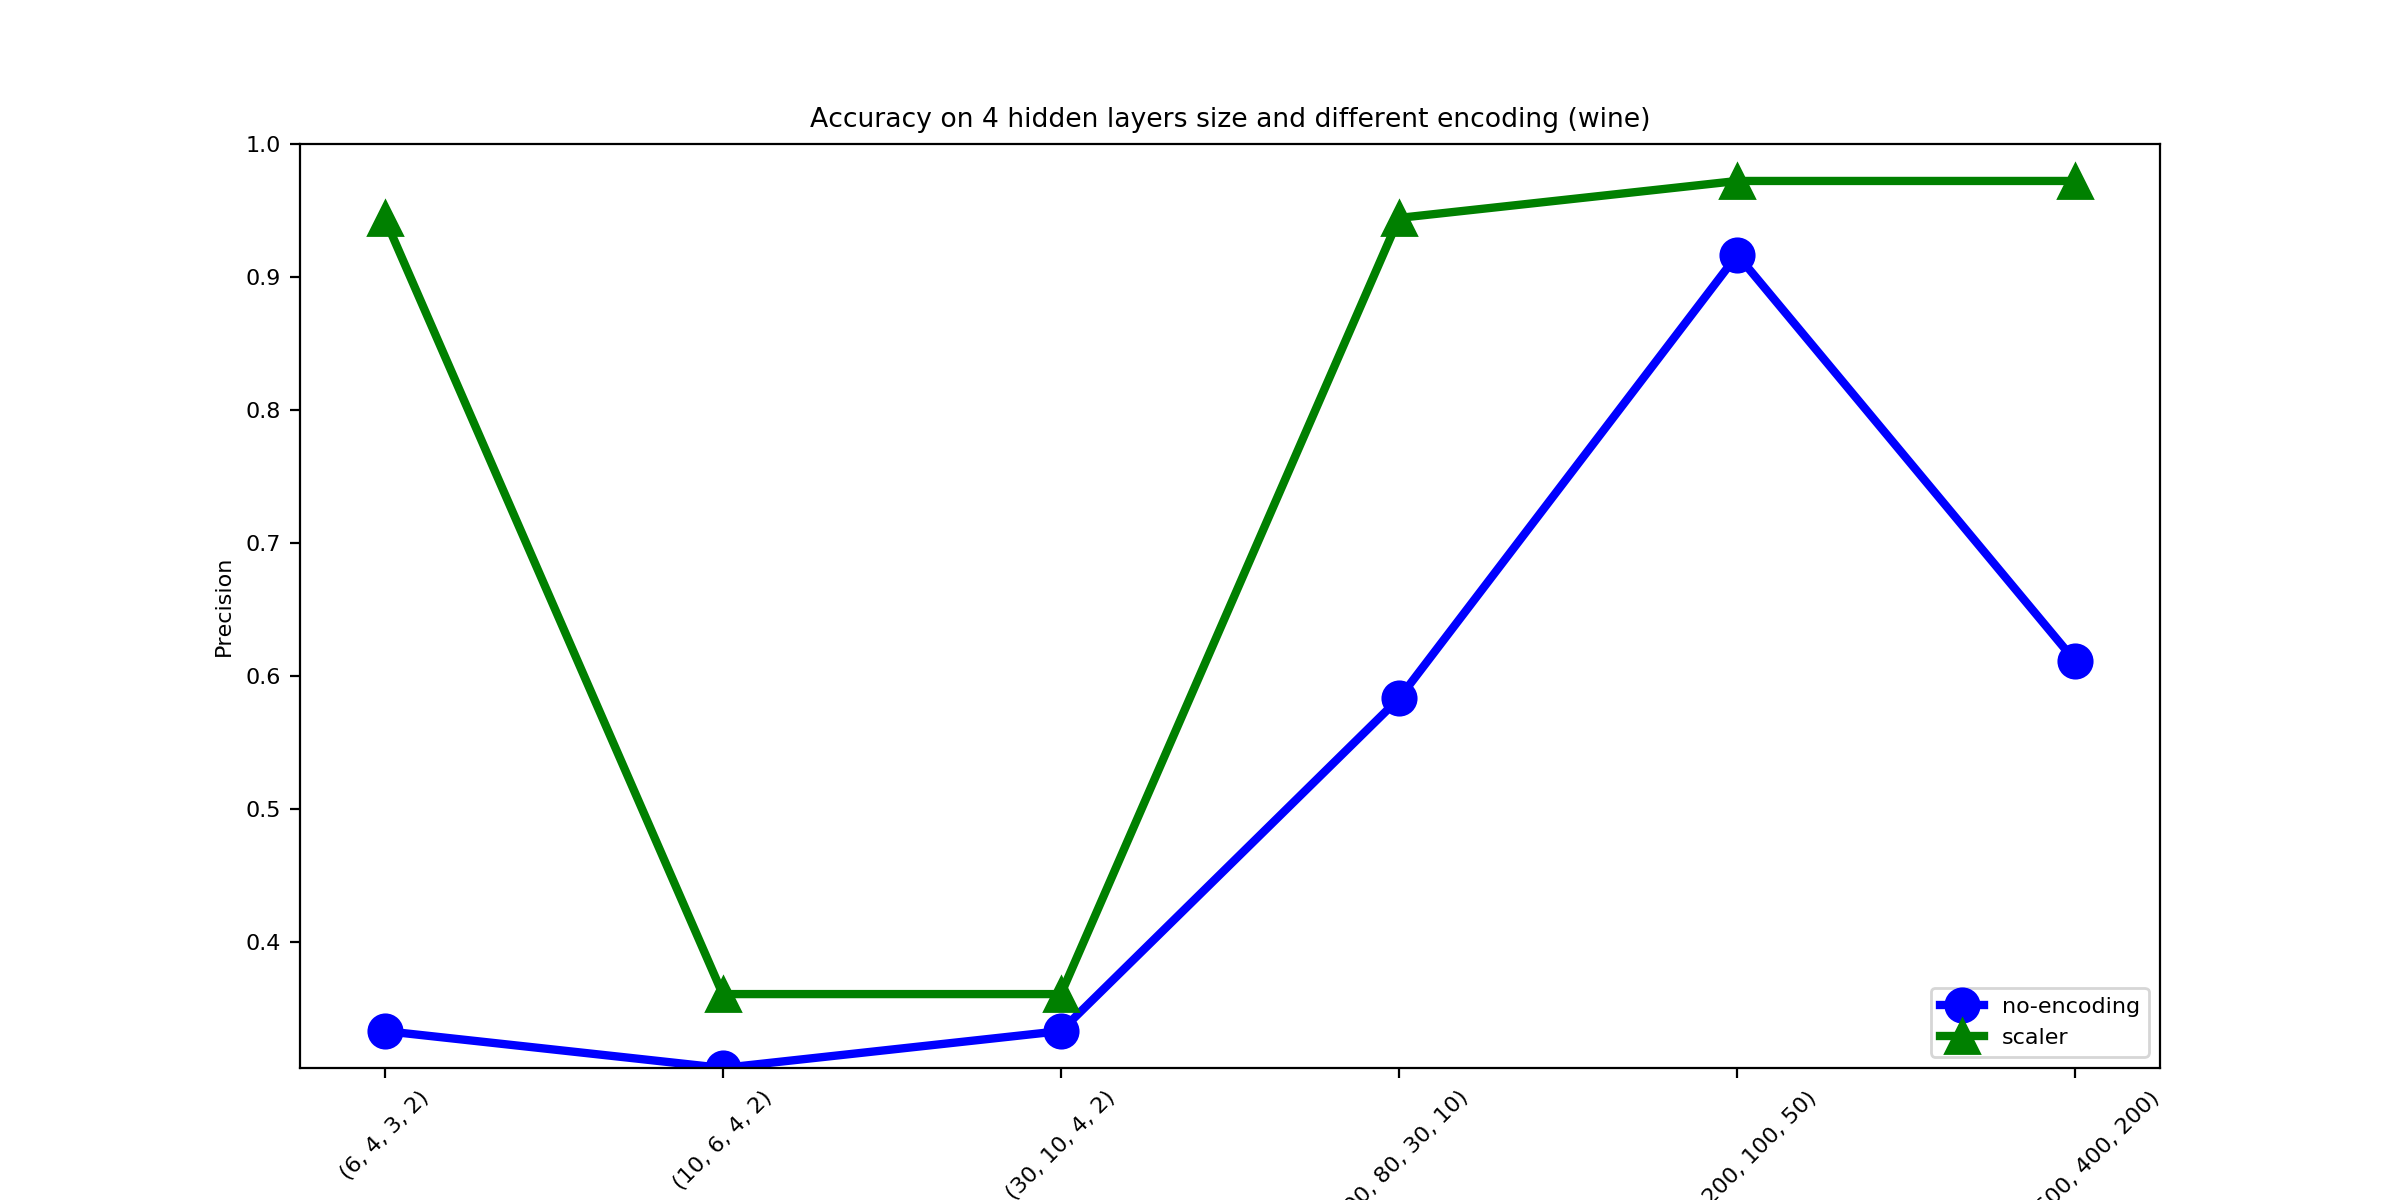 Accuracy on 4 hidden layers size and different encoding (wine)
1.0
0.9
0.8
0.7
0.6
0.5
0.4
Precision
no-encoding
scaler
(6, 4, 3, 2)
(10, 6, 4, 2)
(30, 10, 4, 2)
80, 30, 10)
200, 100, 50)
400, 200)